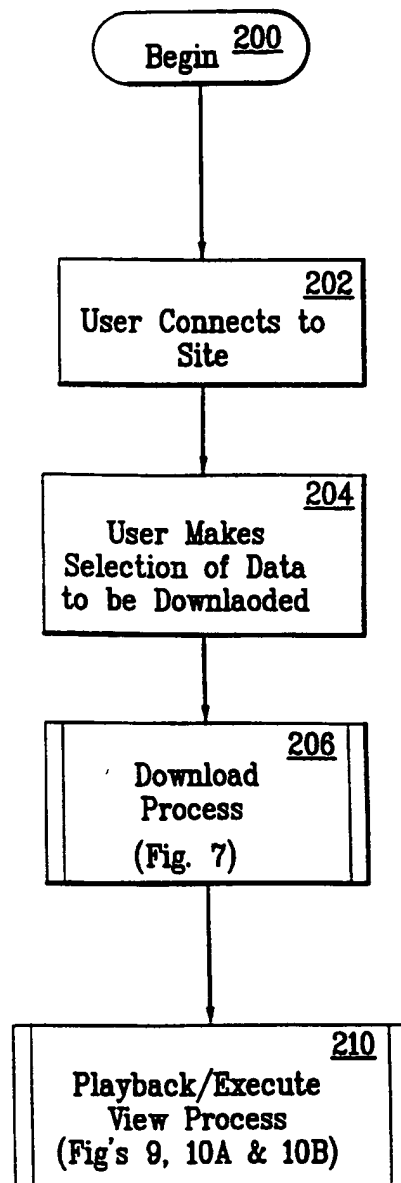 200
Begin
202
User Connects to
Site
204
User Makes
Selection of Data
to be Downlaoded
206
Download
Process
(Fig. 7)
210
Playback/Execute
View Process
(Fig's 9, 10A & 10B)